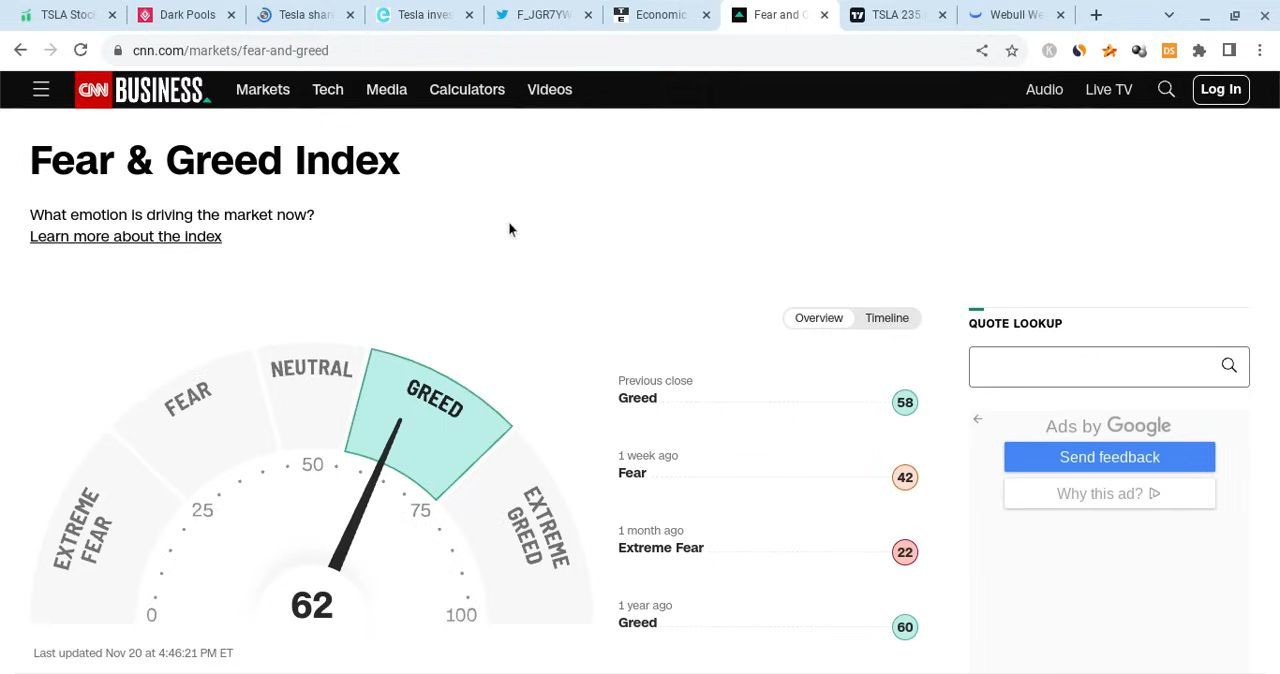 TSLA Stoc
Dark Pools
Tesla shar
Tesla inves
F_JGR7YW
Economic
Fear and G
TSLA 235.
Webull We
cnn.com/markets/fear-and-greed
CNN BUSINESS
Markets
Tech
Media
Calculators
Videos
Audio
Live TV
Log In
Fear & Greed Index
What emotion is driving the market now?
Learn more about the index
Overview
Timeline
EXTREME FEAR
FEAR
NEUTRAL
GREED
EXTREME GREED
0
25
50
75
100
62
Last updated Nov 20 at 4:46:21 PM ET
Previous close
Greed
58
1 week ago
Fear
42
1 month ago
Extreme Fear
22
1 year ago
Greed
60
QUOTE LOOKUP
Ads by Google
Send feedback
Why this ad?